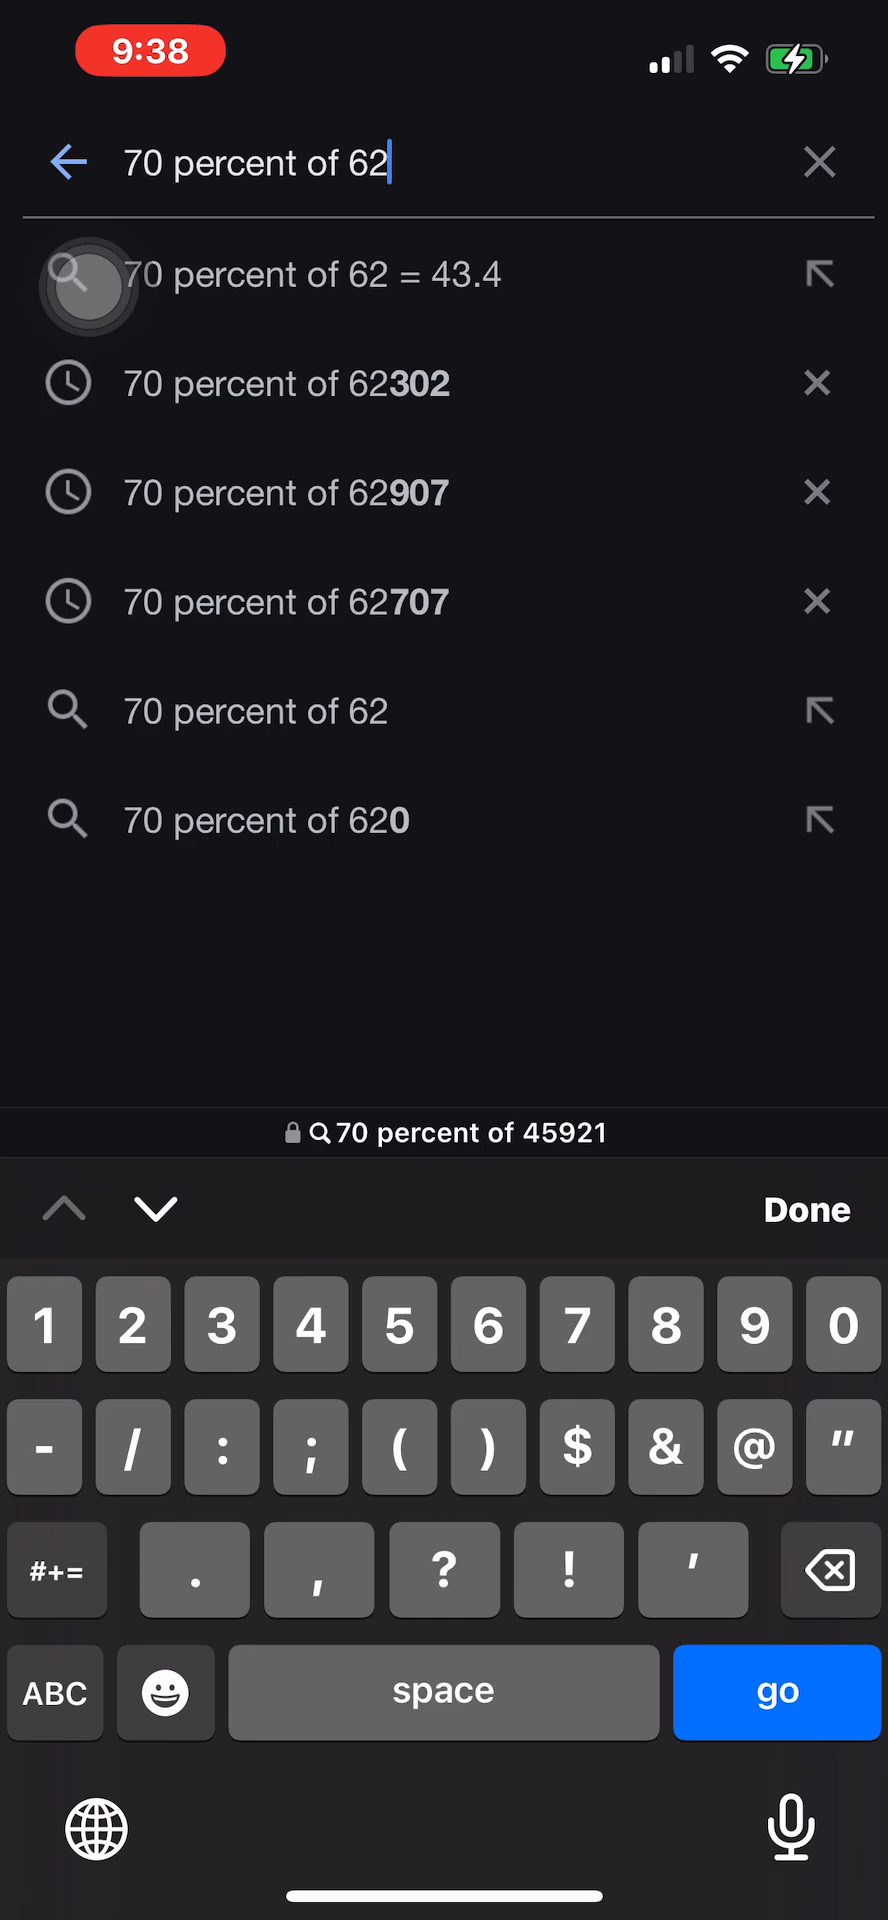 9:38
70 percent of 62
70 percent of 62 = 43.4
70 percent of 62302
70 percent of 62907
70 percent of 62707
70 percent of 62
70 percent of 620
70 percent of 45921
Done
1 2 3 4 5 6 7 8 9 0
- / : ; ( ) $ & @ "
#+= . , ? ! '
ABC space go